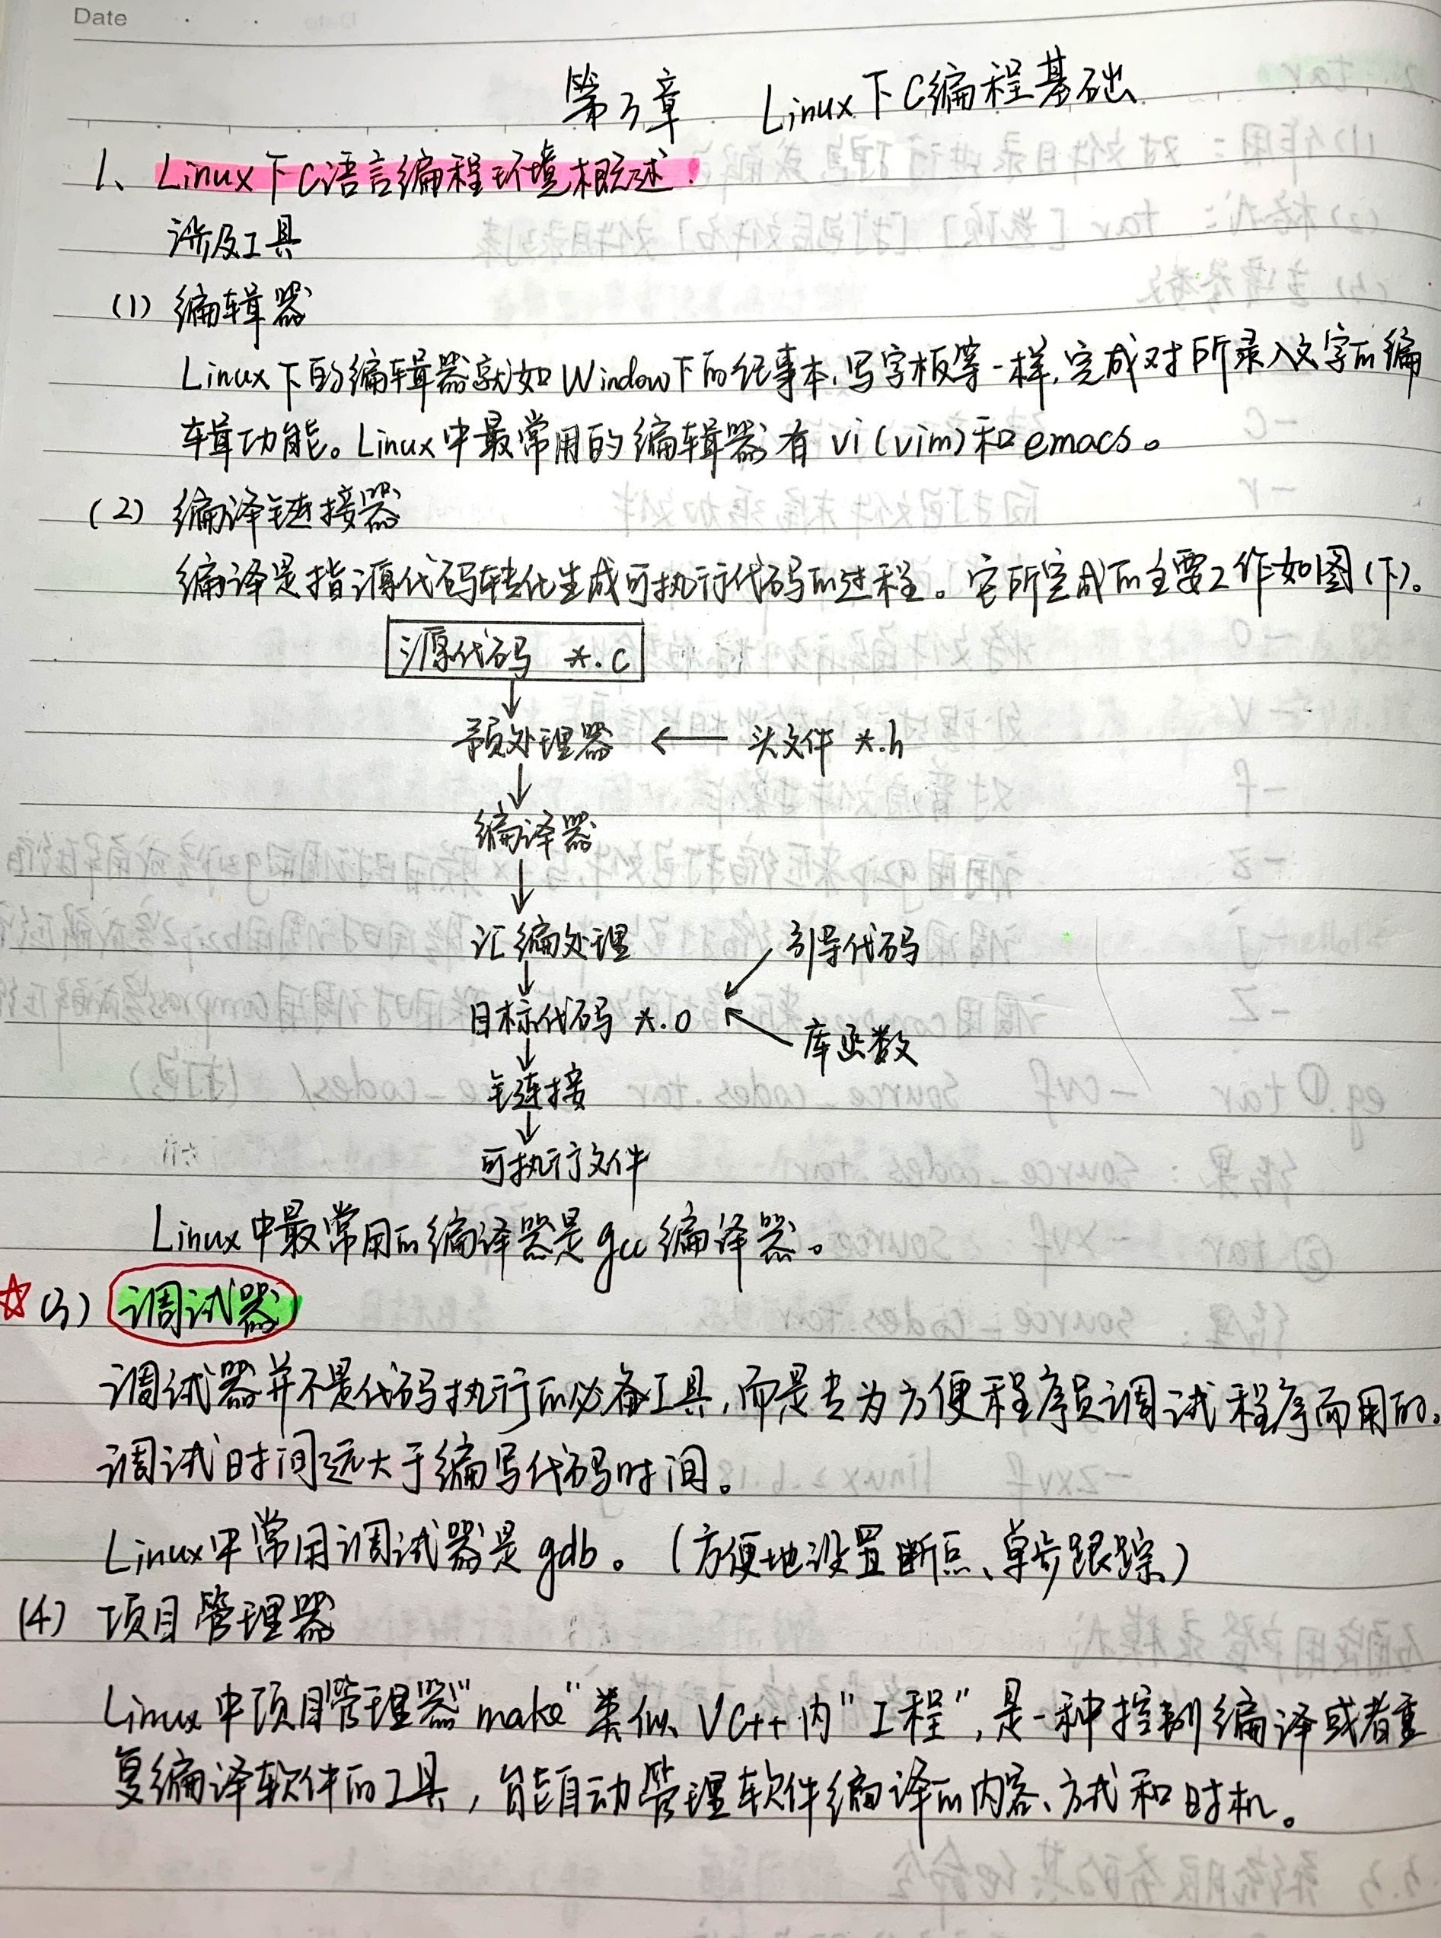 Date
第3章 Linux下C编程基础
1、Linux下C语言编程环境概述.
涉及工具
(1) 编辑器
Linux下的编辑器就如Window下的记事本,写字板等一样,完成对所录入文字的编
辑功能。Linux中最常用的编辑器有vi(vim)和emacs。
(2) 编译链接器
编译是指源代码转化生成可执行代码的过程。它所完成的主要工作如图(下)。
源代码 *.c
↓
预处理器 ← 头文件 *.h
↓
编译器
↓
汇编处理 引导代码
↓
目标代码 *.o
库函数
↓
链接
↓
可执行文件
Linux中最常用的编译器是gcc编译器。
☆(3) 调试器
调试器并不是代码执行的必备工具,而是专为方便程序员调试程序而用的。
调试时间远大于编写代码时间。
Linux中常用调试器是gdb。(方便地设置断点、单步跟踪)
(4) 项目管理器
Linux中项目管理器"make"类似VC++内"工程",是一种控制编译或者重
复编译软件的工具,能自动管理软件编译的内容、方式和时机。